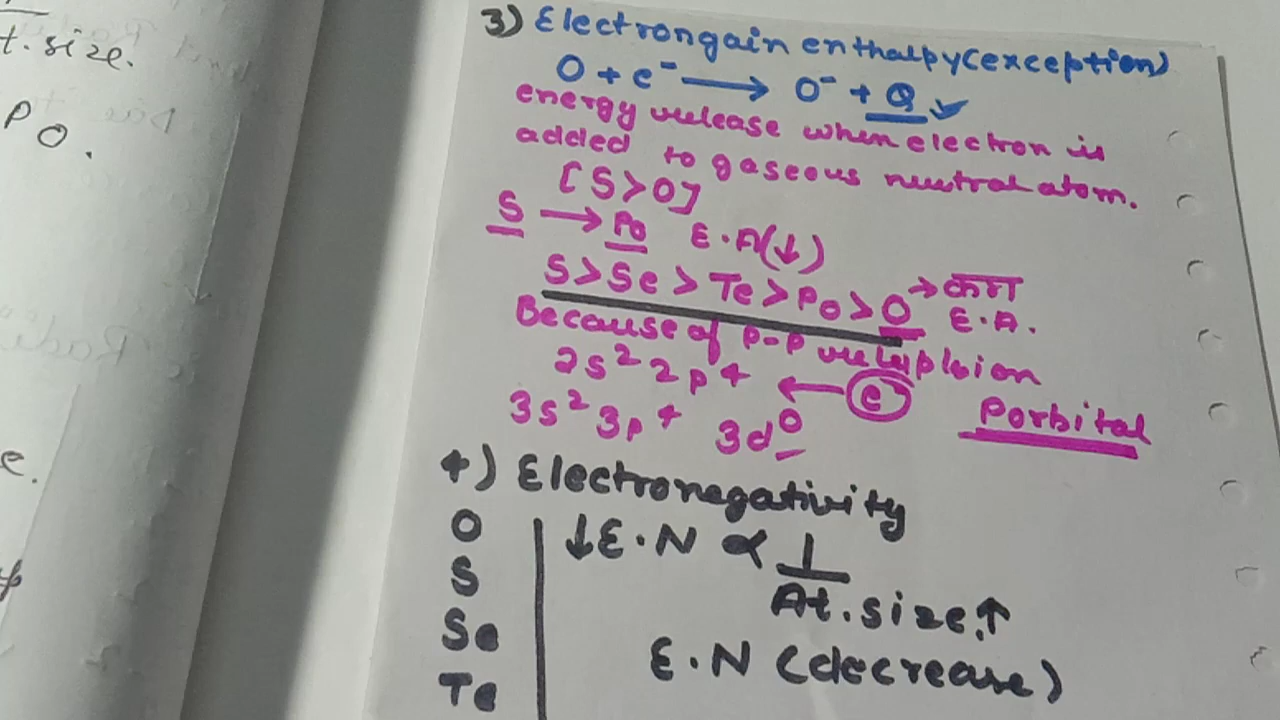 t. size.
PO.
e.
3) Electrongain enthalpy(exception)
O + e⁻ → O⁻ + Q
energy release when electron is
added to gaseous neutral atom.
[S>O]
S → Po E.A(↓)
S > Se > Te > Po > O → कम
E.A.
Because of p-p
2s² 2p⁴ ← e⁻
3s² 3p⁴ 3d⁰ Porbital
4) Electronegativity
O ↓E.N ∝ 1/At.size↑
S
Se E.N (decrease)
Te